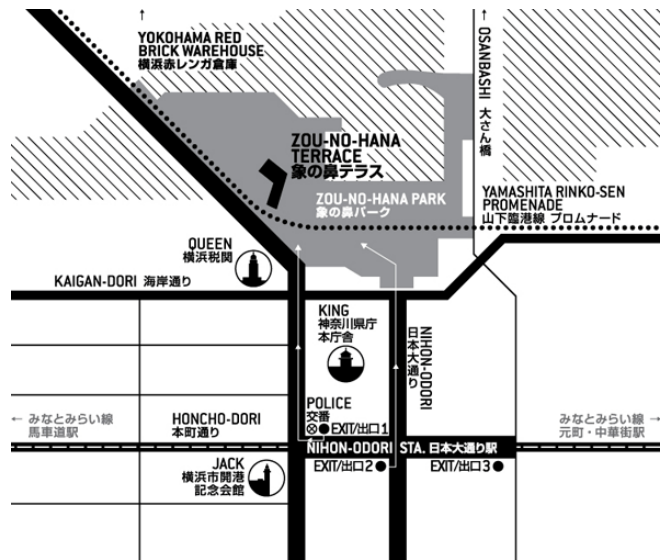 ↑
YOKOHAMA RED
BRICK WAREHOUSE
横浜赤レンガ倉庫
↑
OSANBASHI 大さん橋
ZOU-NO-HANA
TERRACE
象の鼻テラス
ZOU-NO-HANA PARK
象の鼻パーク
YAMASHITA RINKO-SEN
PROMENADE
山下臨港線 プロムナード
QUEEN
横浜税関
KAIGAN-DORI 海岸通り
KING
神奈川県庁
本庁舎
NIHON-ODORI
日本大通り
POLICE
交番
EXIT/出口1
← みなとみらい線
馬車道駅
HONCHO-DORI
本町通り
みなとみらい線 →
元町・中華街駅
NIHON-ODORI STA. 日本大通り駅
EXIT/出口2
EXIT/出口3
JACK
横浜市開港
記念会館